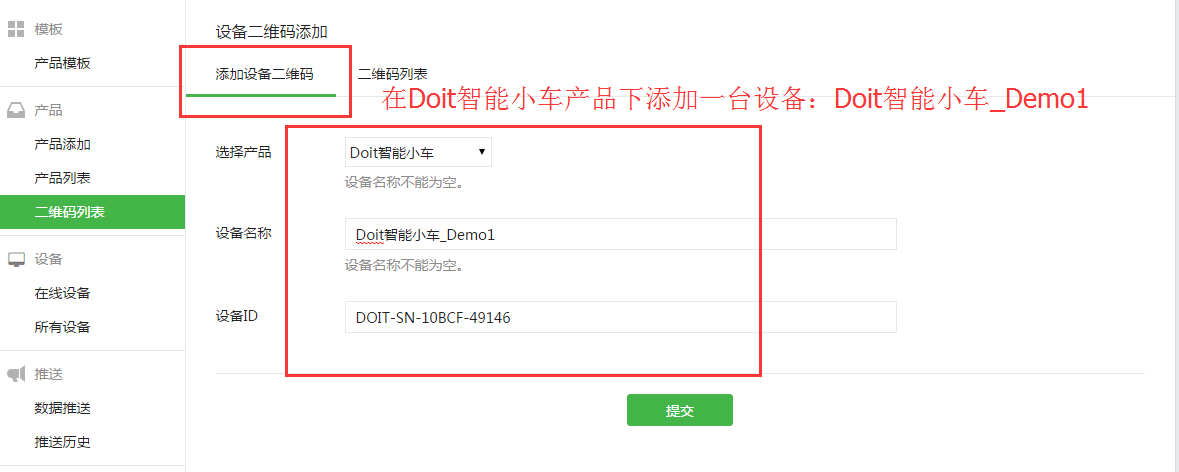 模板
产品模板
产品
产品添加
产品列表
二维码列表
设备
在线设备
所有设备
推送
数据推送
推送历史
设备二维码添加
添加设备二维码
二维码列表
在Doit智能小车产品下添加一台设备：Doit智能小车_Demo1
选择产品
Doit智能小车
设备名称不能为空。
设备名称
Doit智能小车_Demo1
设备名称不能为空。
设备ID
DOIT-SN-10BCF-49146
提交